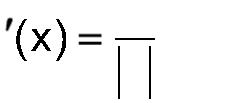 ′(x) =